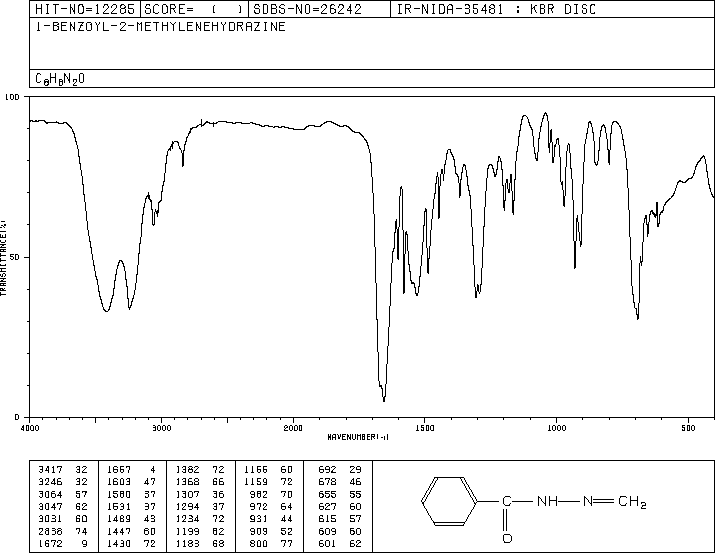 HIT-NO=12285 SCORE= ( ) SDBS-NO=26242 IR-NIDA-35481 : KBR DISC
1-BENZOYL-2-METHYLENEHYDRAZINE
C8H8N2O
100
50
0
TRANSMITTANCE(%)
4000 3000 2000 1500 1000 500
WAVENUMBER(-1)
3417 32 1657 4 1382 72 1166 60 692 29
3246 32 1603 47 1368 66 1159 72 678 46
3064 57 1580 37 1307 36 982 70 655 55
3047 62 1531 37 1294 37 972 64 627 60
3031 60 1489 43 1234 72 931 44 615 57
2838 74 1447 60 1199 62 909 52 609 60
1672 9 1430 72 1183 68 800 77 601 62
C NH N CH2
O